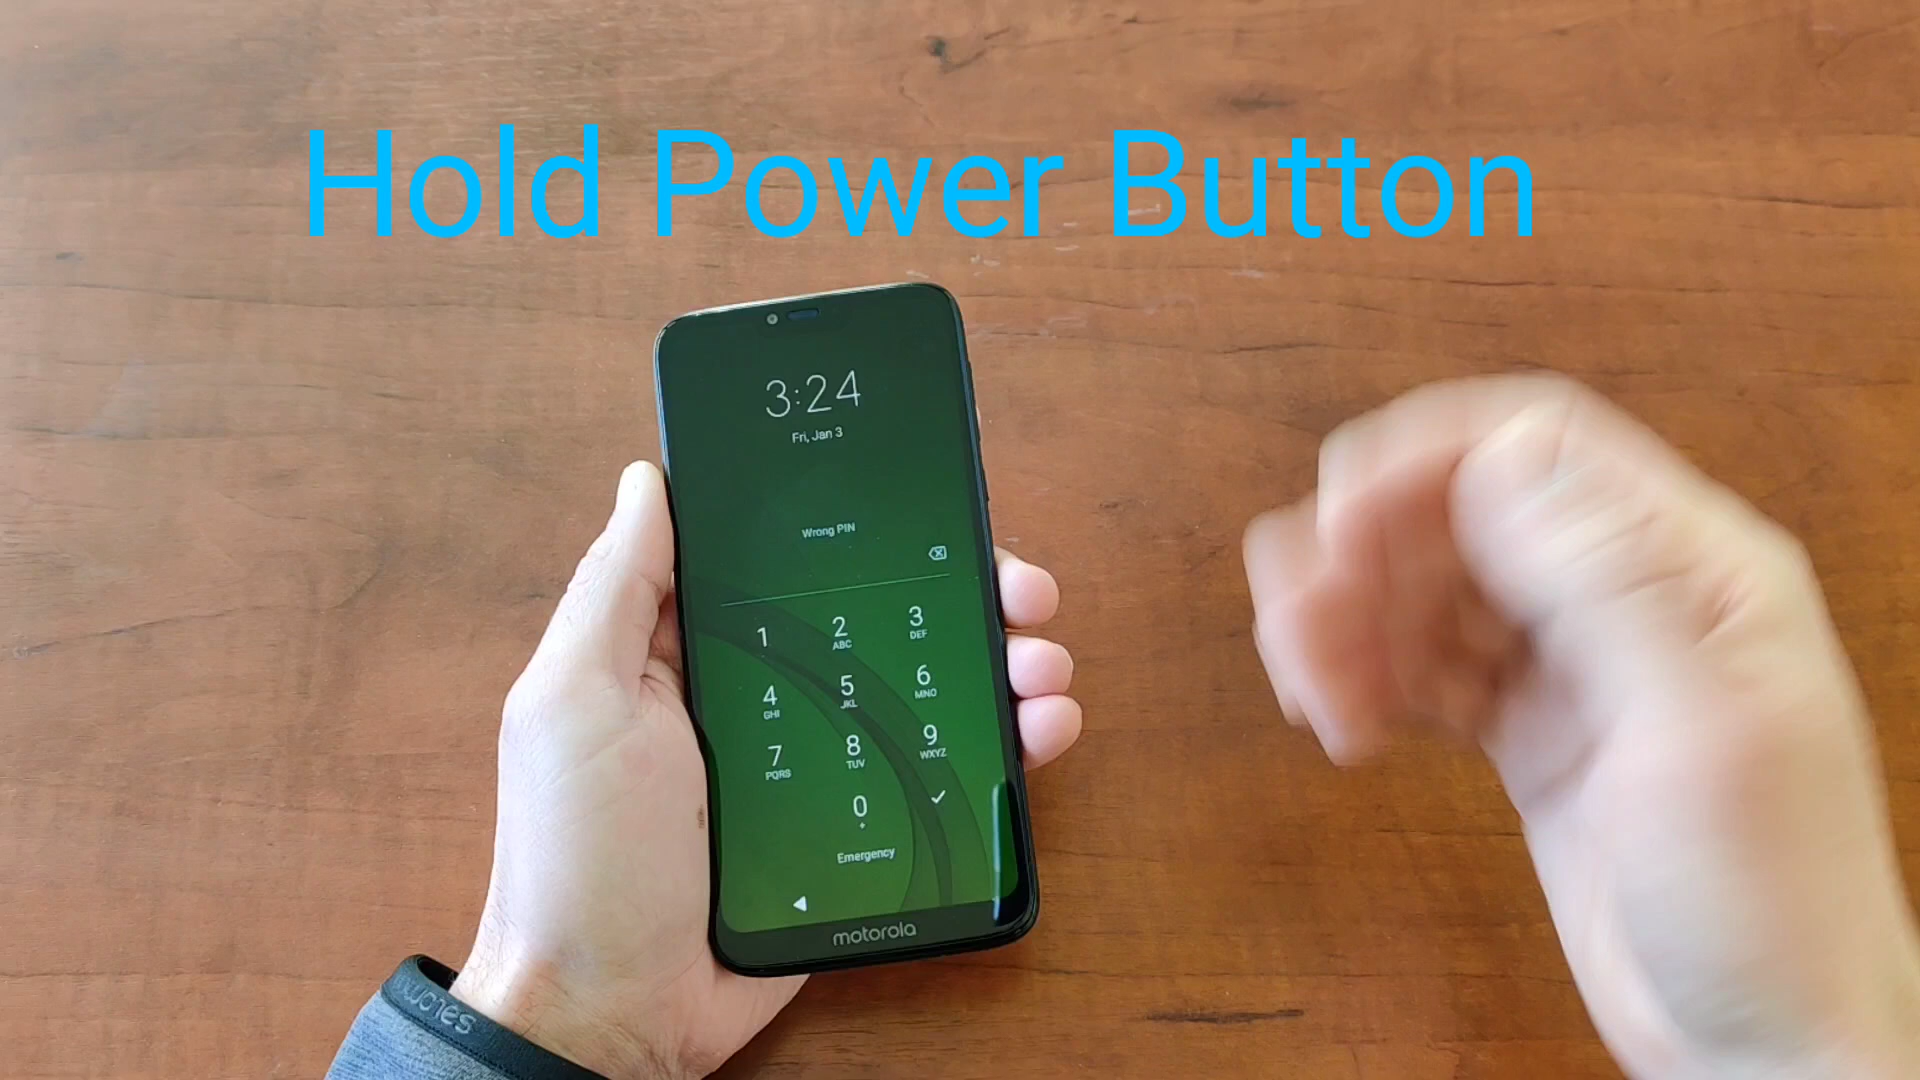 Hold Power Button
3:24
Fri, Jan 3
Wrong PIN
1
2
ABC
3
DEF
4
GHI
5
JKL
6
MNO
7
PQRS
8
TUV
9
WXYZ
0
+
Emergency
motorola